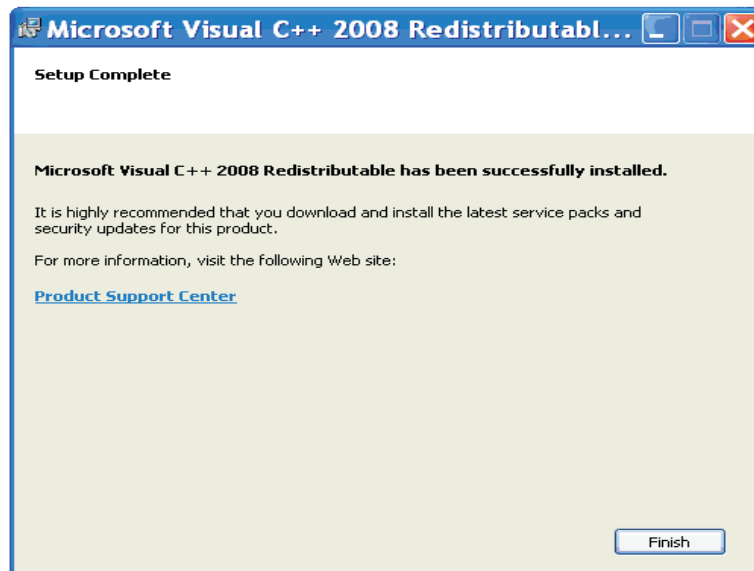 Microsoft Visual C++ 2008 Redistributabl...
Setup Complete
Microsoft Visual C++ 2008 Redistributable has been successfully installed.
It is highly recommended that you download and install the latest service packs and
security updates for this product.
For more information, visit the following Web site:
Product Support Center
Finish